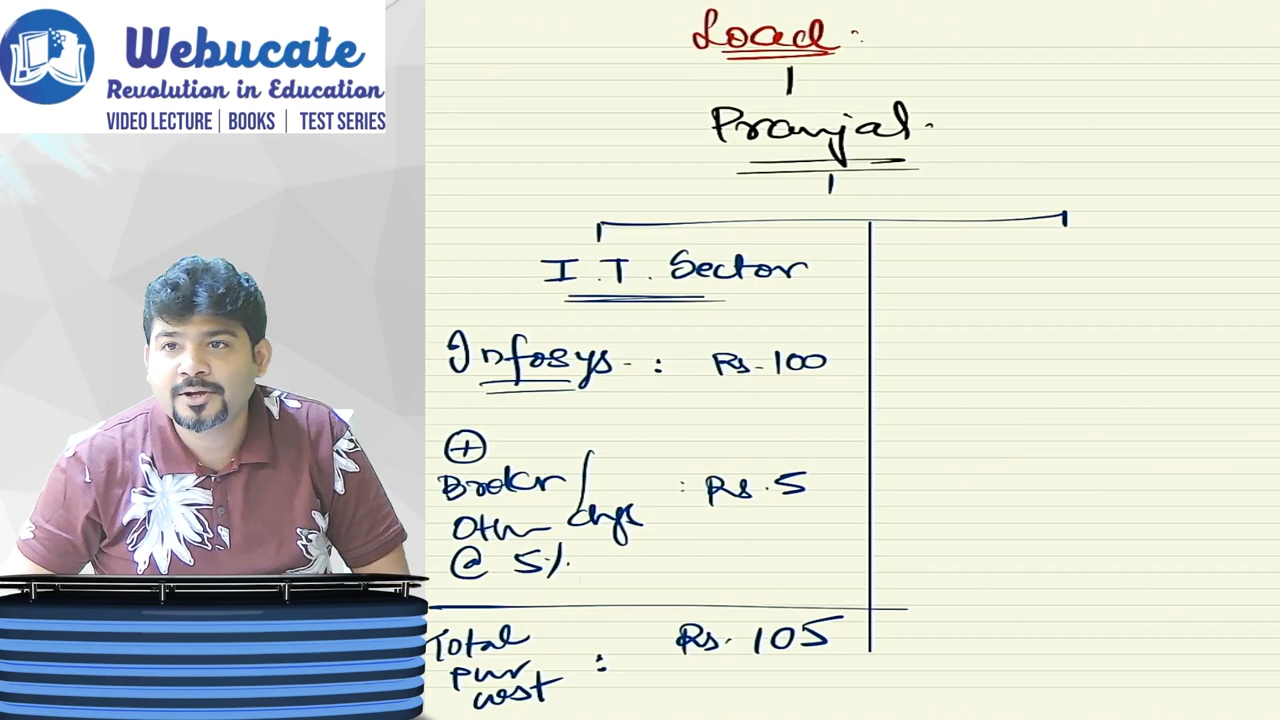 Webucate
Revolution in Education
VIDEO LECTURE | BOOKS | TEST SERIES
Load:
Pranjal.
I.T. Sector
Infosys : Rs. 100
+
Broker / : Rs. 5
Other chgs
@ 5%
Total Rs. 105
pur :
cost